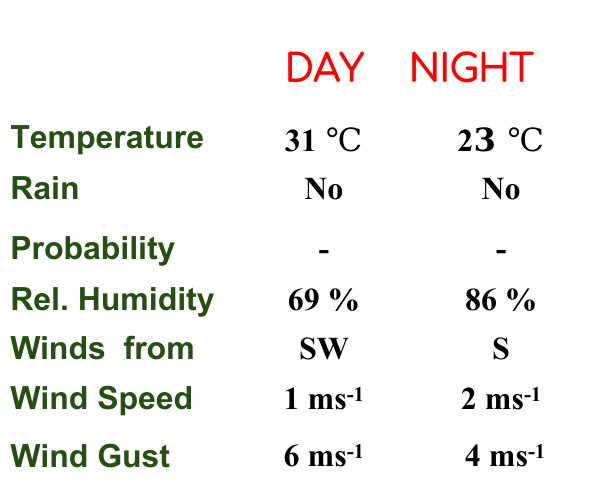 DAY NIGHT
Temperature 31 °C 23 °C
Rain No No
Probability - -
Rel. Humidity 69 % 86 %
Winds from SW S
Wind Speed 1 ms-1 2 ms-1
Wind Gust 6 ms-1 4 ms-1